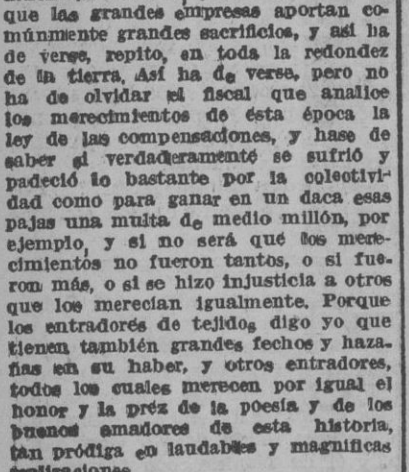 que las grandes empresas aportan co-
múnmente grandes sacrificios, y así ha
de verse, repito, en toda la redondez
de la tierra. Así ha de verse, pero no
ha de olvidar el fiscal que analice
los merecimientos de esta época la
ley de las compensaciones, y hase de
saber si verdaderamente se sufrió y
padeció lo bastante por la colectivi-
dad como para ganar en un daca esas
pajas una multa de medio millón, por
ejemplo, y si no será que los mere-
cimientos no fueron tantos, o si fue-
rom más, o si se hizo injusticia a otros
que los merecían igualmente. Porque
los entradores de tejidos digo yo que
tienen también grandes fechos y haza-
ñas en su haber, y otros entradores,
todos los cuales merecen por igual el
honor y la préz de la poesía y de los
buenos amadores de esta historia,
tan pródiga en laudables y magníficas